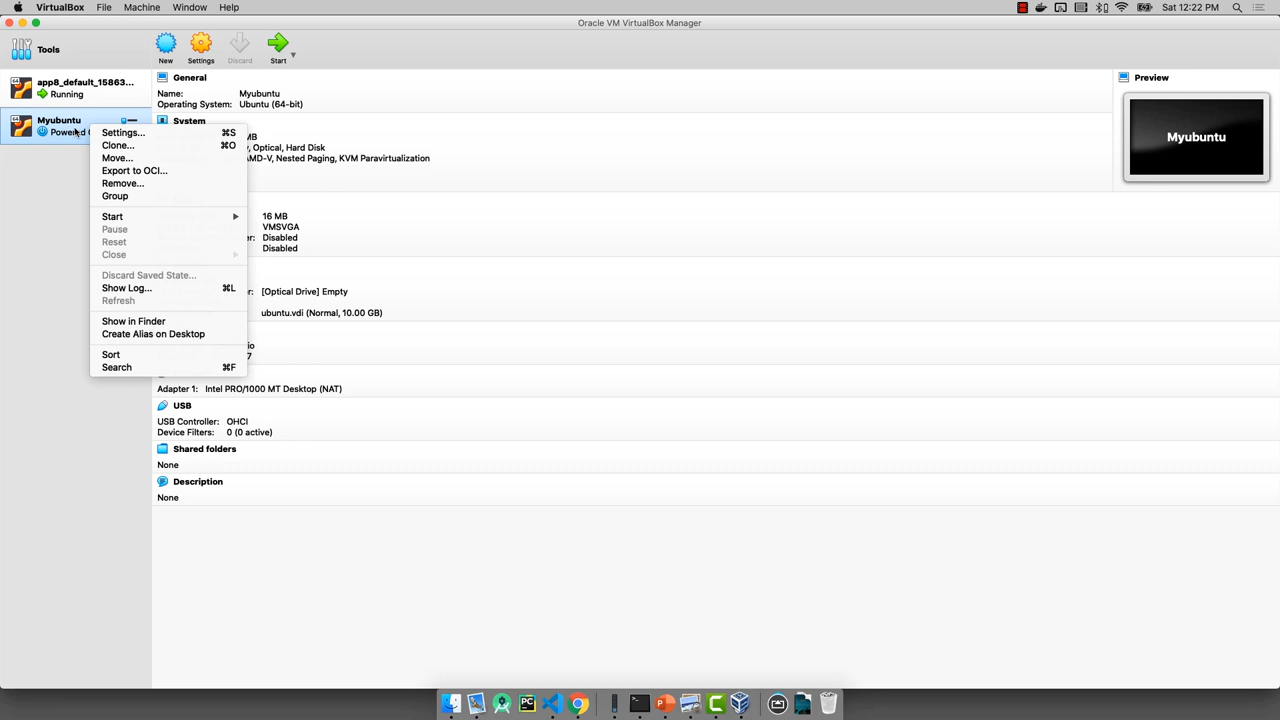 VirtualBox File Machine Window Help
Sat 12:22 PM
Oracle VM VirtualBox Manager
Tools
New Settings Discard Start
app8_default_15863...
Running
Myubuntu
Powered
Settings... ⌘S
Clone... ⌘O
Move...
Export to OCI...
Remove...
Group
Start
Pause
Reset
Close
Discard Saved State...
Show Log... ⌘L
Refresh
Show in Finder
Create Alias on Desktop
Sort
Search ⌘F
General
Name: Myubuntu
Operating System: Ubuntu (64-bit)
System
MB
, Optical, Hard Disk
MD-V, Nested Paging, KVM Paravirtualization
16 MB
VMSVGA
Disabled
Disabled
[Optical Drive] Empty
ubuntu.vdi (Normal, 10.00 GB)
io
7
Adapter 1: Intel PRO/1000 MT Desktop (NAT)
USB
USB Controller: OHCI
Device Filters: 0 (0 active)
Shared folders
None
Description
None
Preview
Myubuntu